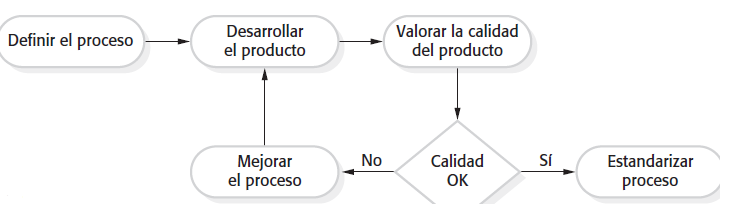 Definir el proceso
Desarrollar
el producto
Valorar la calidad
del producto
Mejorar
el proceso
No
Calidad
OK
Sí
Estandarizar
proceso